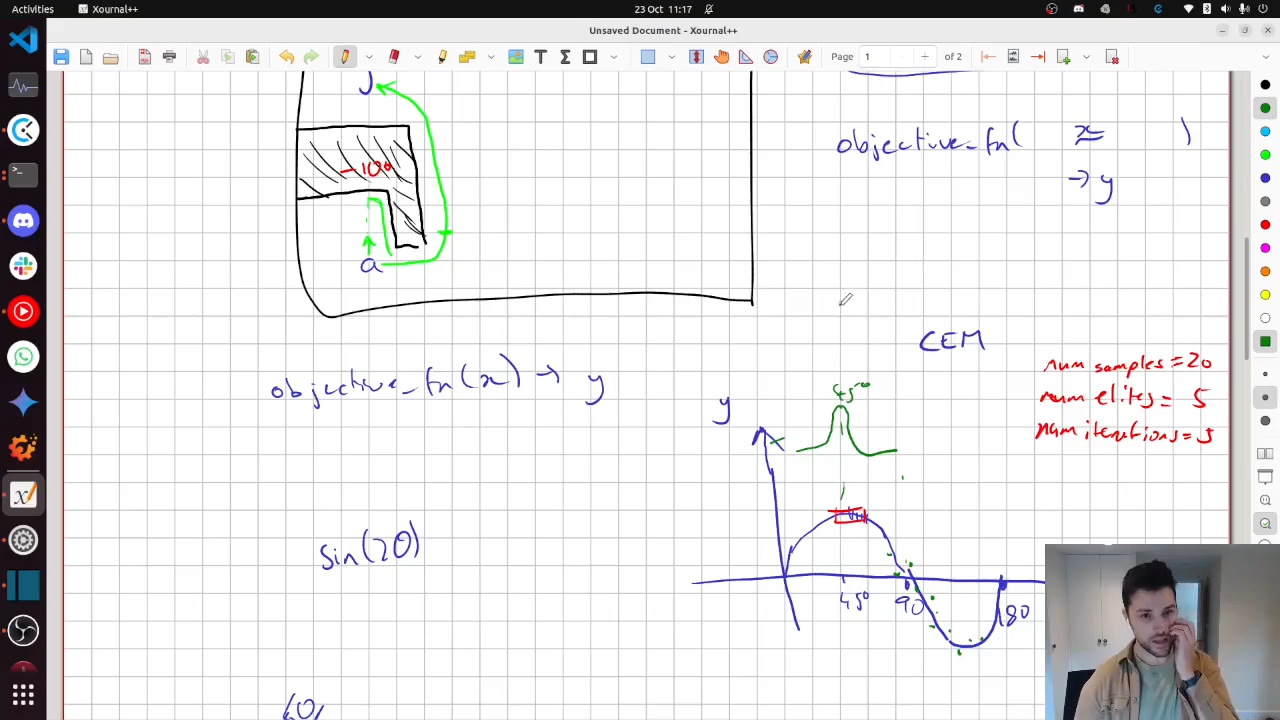 Activities
Xournal++
23 Oct 11:17
Unsaved Document - Xournal++
Page
1
of 2
objective_fn( x )
→ y
-100
a
CEM
num samples = 20
num elites = 5
num iterations = 5
objective_fn(x) → y
45°
y
sin(2θ)
45°
90
180